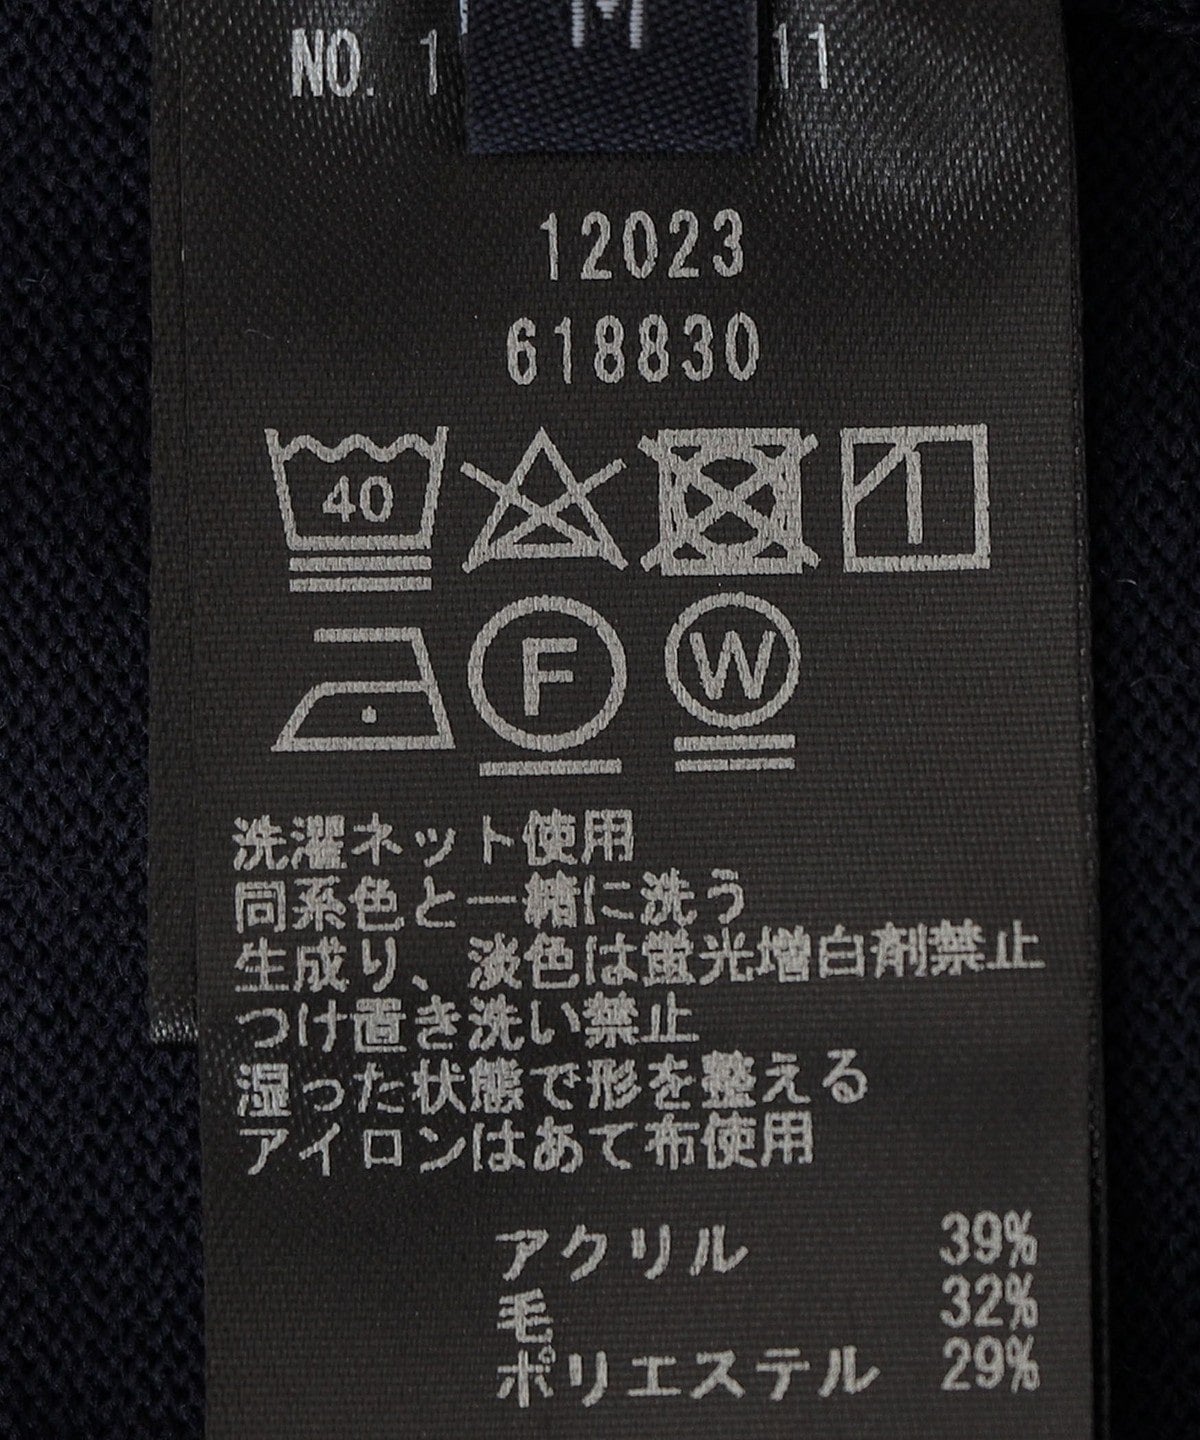 M
NO. 1 11
12023
618830
40
F
W
洗濯ネット使用
同系色と一緒に洗う
生成り、淡色は蛍光増白剤禁止
つけ置き洗い禁止
湿った状態で形を整える
アイロンはあて布使用
アクリル 39%
毛 32%
ポリエステル 29%